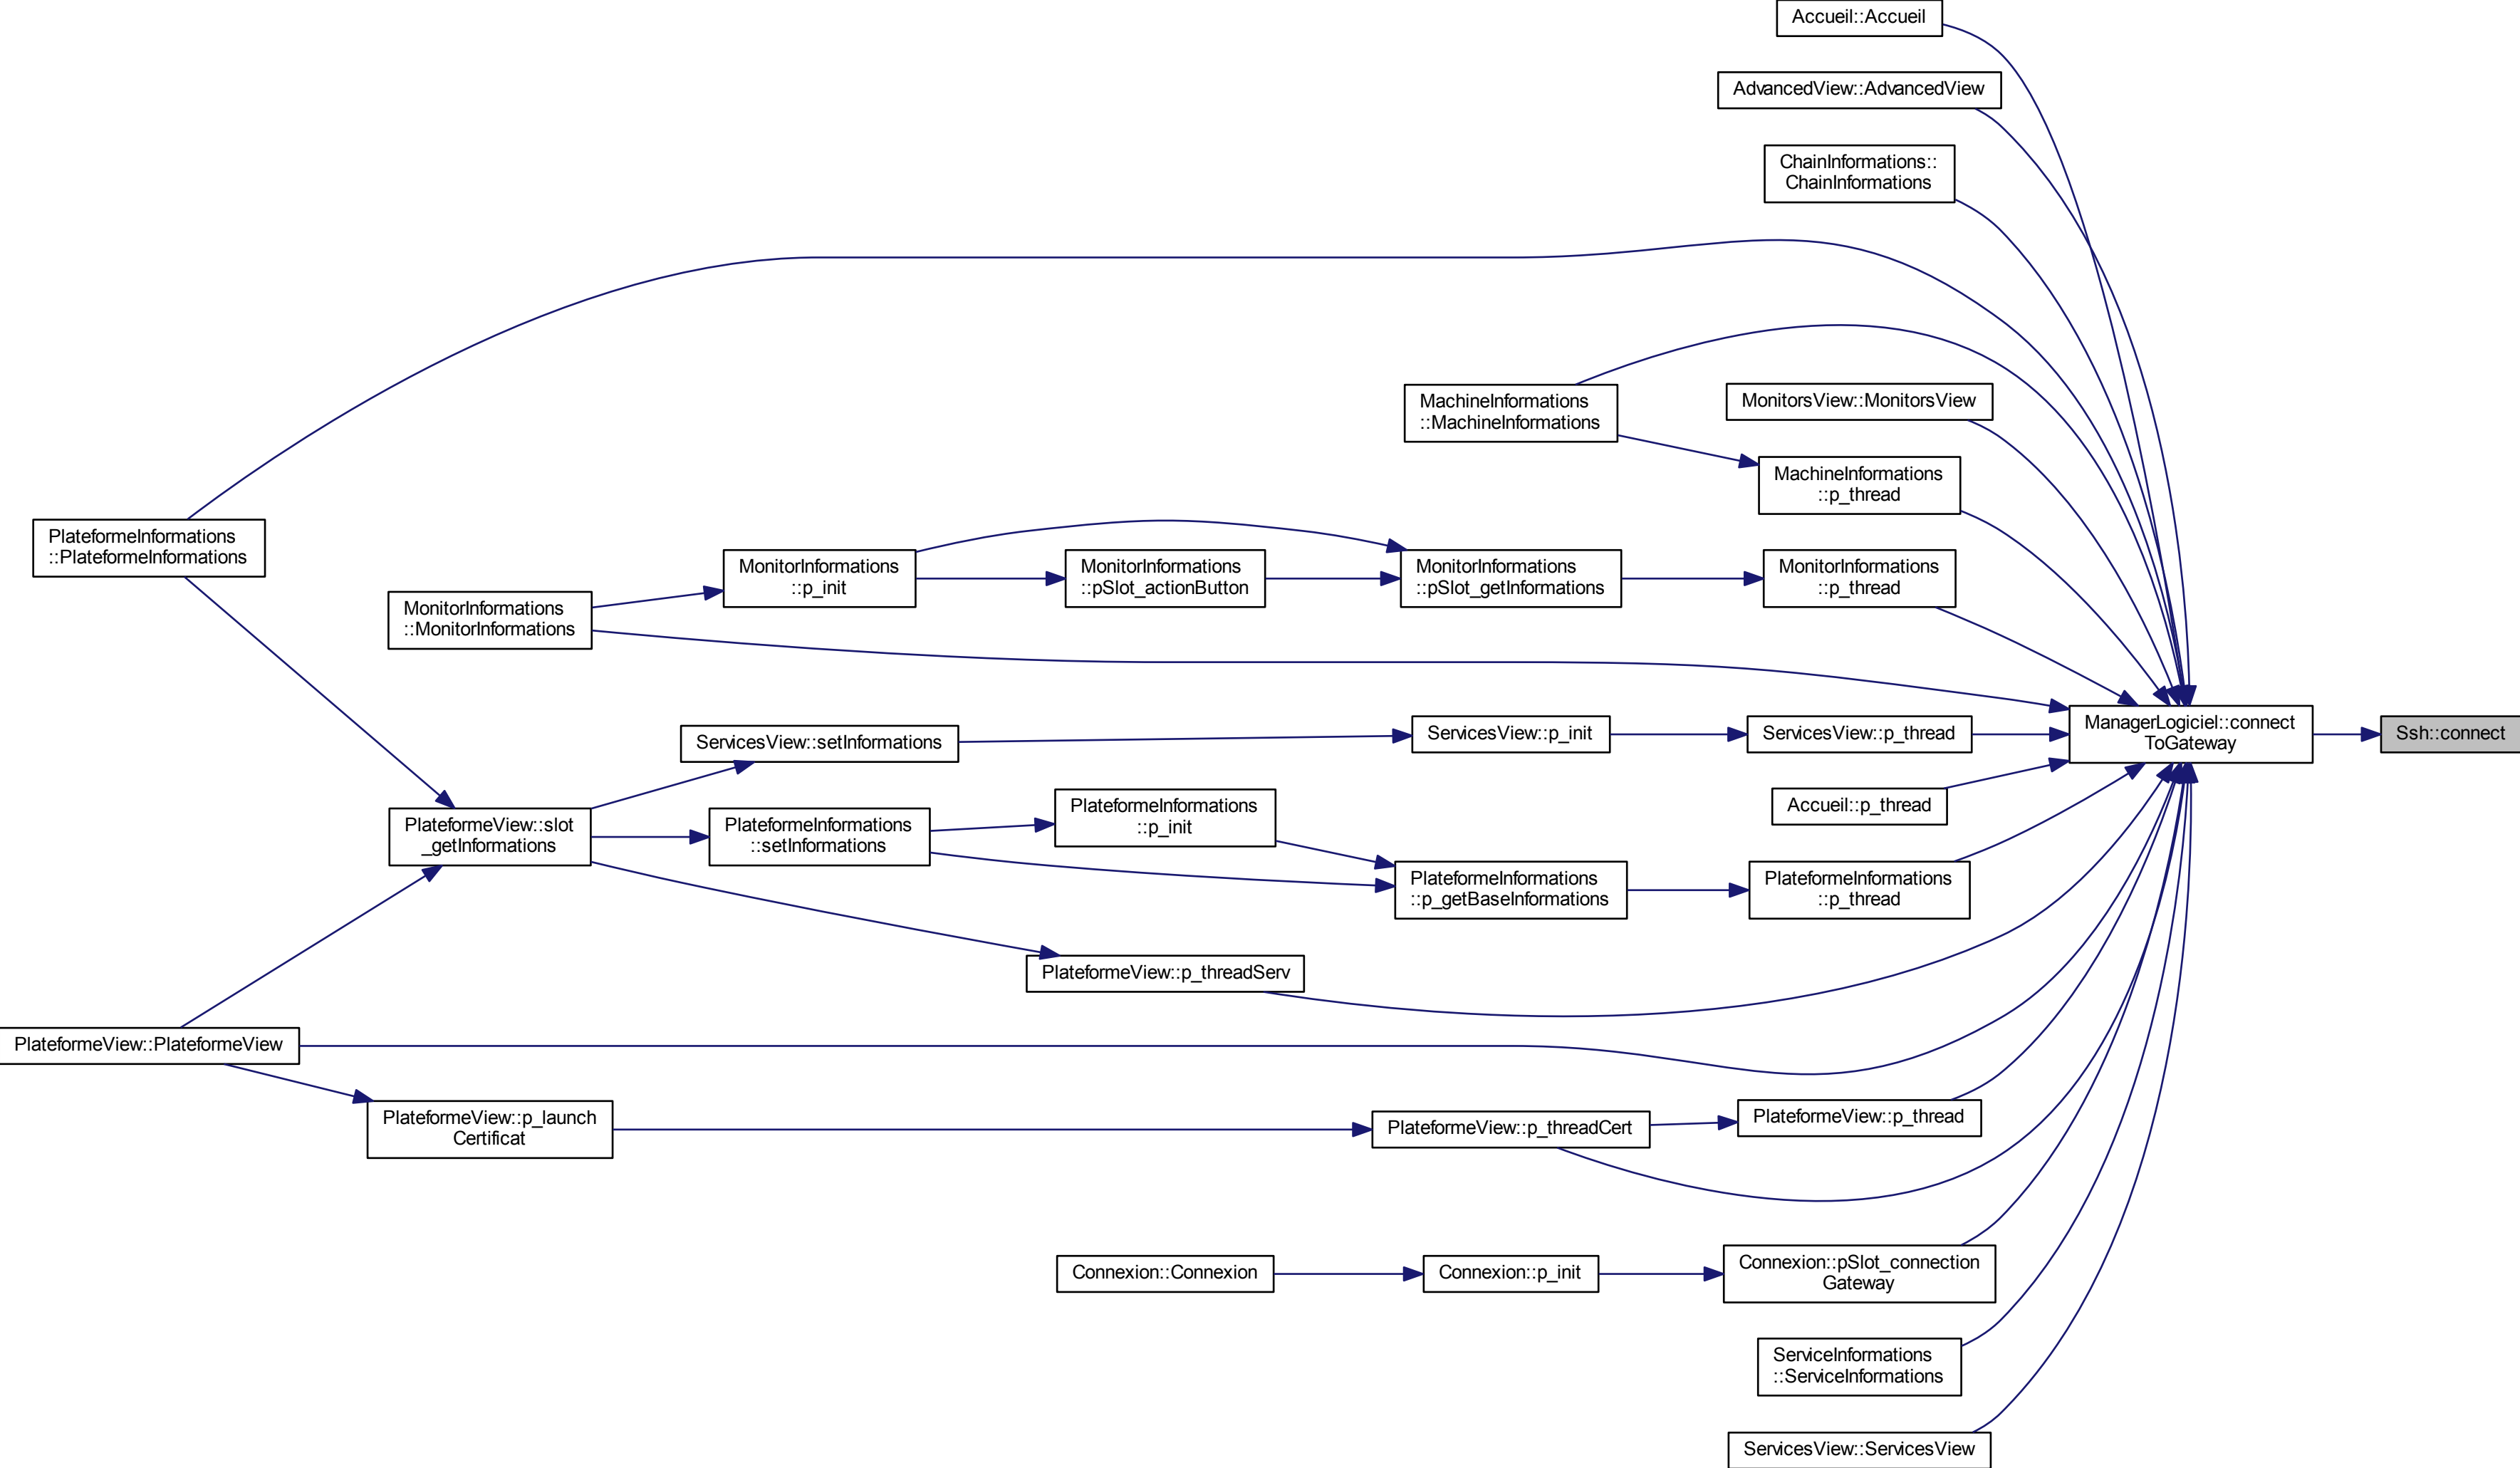 Accueil::Accueil
AdvancedView::AdvancedView
ChainInformations::
ChainInformations
MachineInformations
::MachineInformations
MonitorsView::MonitorsView
MachineInformations
::p_thread
PlateformeInformations
::PlateformeInformations
MonitorInformations
::MonitorInformations
MonitorInformations
::p_init
MonitorInformations
::pSlot_actionButton
MonitorInformations
::pSlot_getInformations
MonitorInformations
::p_thread
ServicesView::setInformations
ServicesView::p_init
ServicesView::p_thread
ManagerLogiciel::connect
ToGateway
Ssh::connect
Accueil::p_thread
PlateformeView::slot
_getInformations
PlateformeInformations
::setInformations
PlateformeInformations
::p_init
PlateformeInformations
::p_getBaseInformations
PlateformeInformations
::p_thread
PlateformeView::p_threadServ
PlateformeView::PlateformeView
PlateformeView::p_launch
Certificat
PlateformeView::p_threadCert
PlateformeView::p_thread
Connexion::Connexion
Connexion::p_init
Connexion::pSlot_connection
Gateway
ServiceInformations
::ServiceInformations
ServicesView::ServicesView